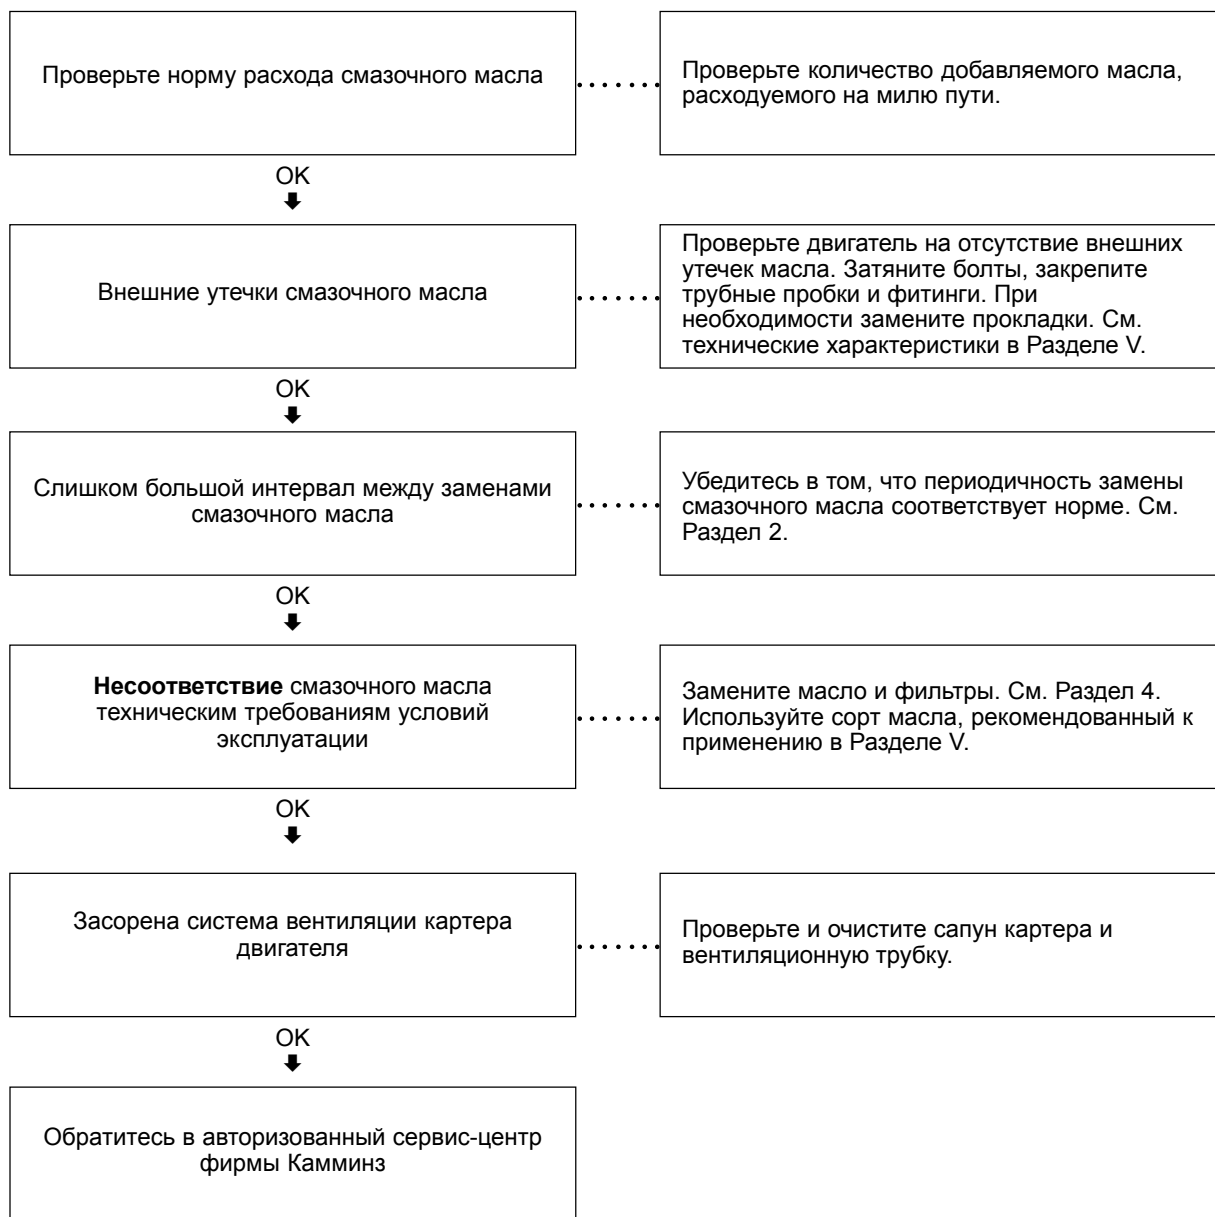 Проверьте норму расхода смазочного масла
Проверьте количество добавляемого масла,
расходуемого на милю пути.
OK
Внешние утечки смазочного масла
Проверьте двигатель на отсутствие внешних
утечек масла. Затяните болты, закрепите
трубные пробки и фитинги. При
необходимости замените прокладки. См.
технические характеристики в Разделе V.
OK
Слишком большой интервал между заменами
смазочного масла
Убедитесь в том, что периодичность замены
смазочного масла соответствует норме. См.
Раздел 2.
OK
Несоответствие смазочного масла
техническим требованиям условий
эксплуатации
Замените масло и фильтры. См. Раздел 4.
Используйте сорт масла, рекомендованный к
применению в Разделе V.
OK
Засорена система вентиляции картера
двигателя
Проверьте и очистите сапун картера и
вентиляционную трубку.
OK
Обратитесь в авторизованный сервис-центр
фирмы Камминз